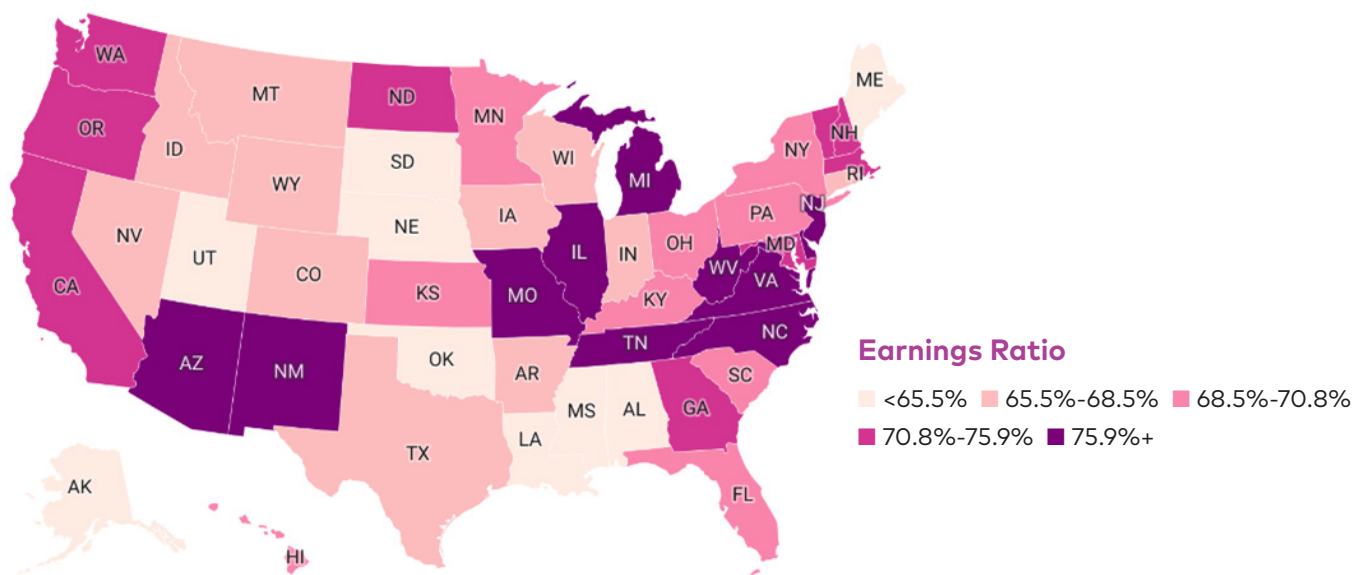 WA
MT
ND
MN
ME
OR
ID
SD
WI
NH
NY
WY
MI
RI
IA
PA
NJ
NV
NE
OH
MD
UT
IL
IN
WV
CO
VA
CA
KS
MO
KY
NC
TN
AZ
OK
NM
AR
SC
MS
AL
GA
LA
TX
AK
FL
HI
Earnings Ratio
<65.5% 65.5%-68.5% 68.5%-70.8%
70.8%-75.9% 75.9%+